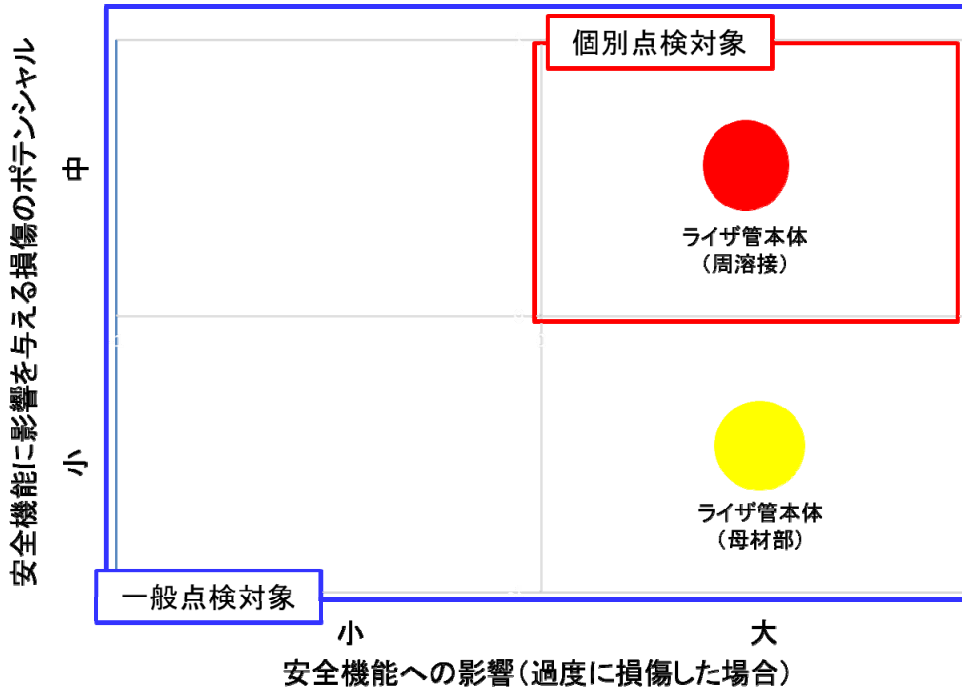 個別点検対象
安全機能に影響を与える損傷のポテンシャル
中
ライザ管本体
（周溶接）
小
ライザ管本体
（母材部）
一般点検対象
小
大
安全機能への影響（過度に損傷した場合）